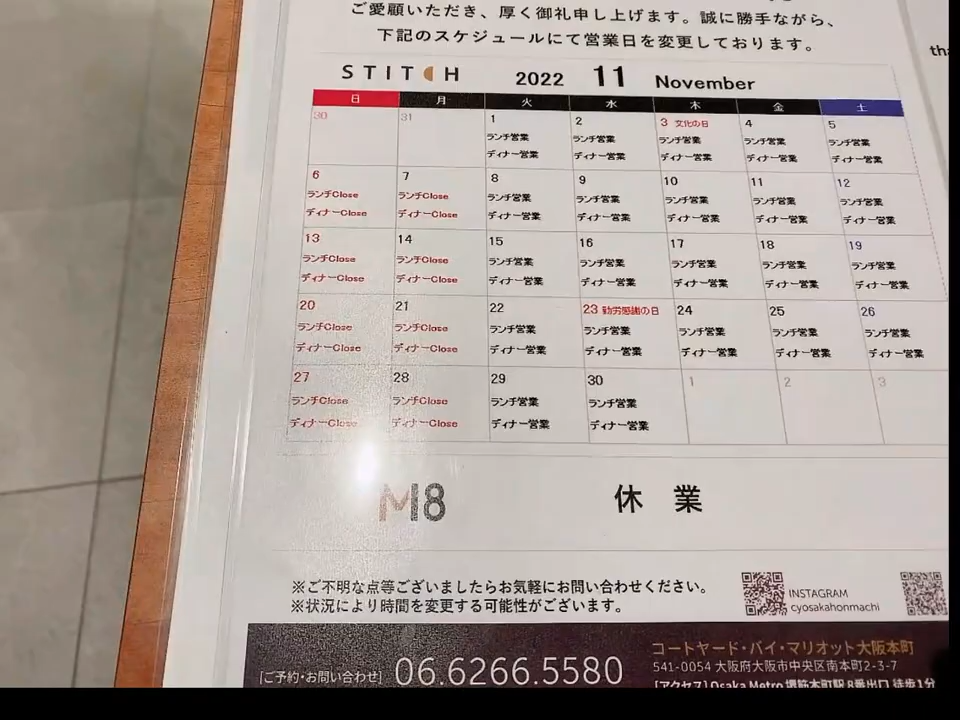 ご愛顧いただき、厚く御礼申し上げます。誠に勝手ながら、
下記のスケジュールにて営業日を変更しております。
STITCH 2022 11 November
日 月 火 水 木 金 土
30 31 1 2 3 文化の日 4 5
ランチ営業 ランチ営業 ランチ営業 ランチ営業 ランチ営業
ディナー営業 ディナー営業 ディナー営業 ディナー営業 ディナー営業
6 7 8 9 10 11 12
ランチClose ランチClose ランチ営業 ランチ営業 ランチ営業 ランチ営業 ランチ営業
ディナーClose ディナーClose ディナー営業 ディナー営業 ディナー営業 ディナー営業 ディナー営業
13 14 15 16 17 18 19
ランチClose ランチClose ランチ営業 ランチ営業 ランチ営業 ランチ営業 ランチ営業
ディナーClose ディナーClose ディナー営業 ディナー営業 ディナー営業 ディナー営業 ディナー営業
20 21 22 23 勤労感謝の日 24 25 26
ランチClose ランチClose ランチ営業 ランチ営業 ランチ営業 ランチ営業 ランチ営業
ディナーClose ディナーClose ディナー営業 ディナー営業 ディナー営業 ディナー営業 ディナー営業
27 28 29 30 1 2 3
ランチClose ランチClose ランチ営業 ランチ営業
ディナーClose ディナーClose ディナー営業 ディナー営業
M8 休業
※ご不明な点等ございましたらお気軽にお問い合わせください。
※状況により時間を変更する可能性がございます。
INSTAGRAM
cyosakahonmachi
コートヤード・バイ・マリオット大阪本町
[ご予約・お問い合わせ] 06.6266.5580
541-0054 大阪府大阪市中央区南本町2-3-7
[アクセス] Osaka Metro 堺筋本町駅 8番出口 徒歩1分